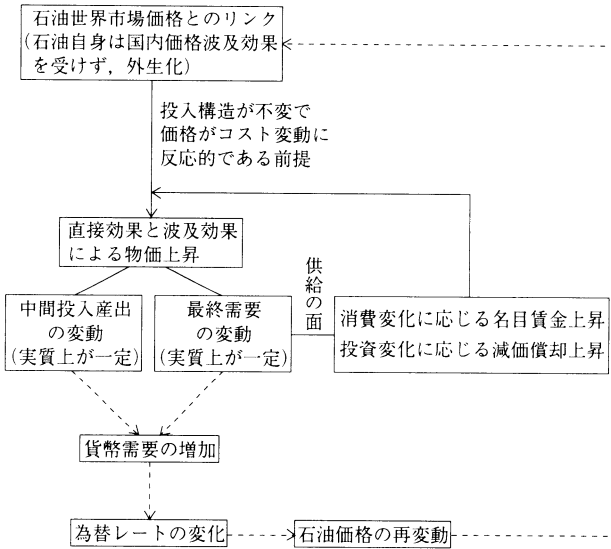 石油世界市場価格とのリンク
(石油自身は国内価格波及効果
を受けず，外生化)
投入構造が不変で
価格がコスト変動に
反応的である前提
直接効果と波及効果
による物価上昇
中間投入産出
の変動
(実質上が一定)
最終需要
の変動
(実質上が一定)
供給の面
消費変化に応じる名目賃金上昇
投資変化に応じる減価償却上昇
貨幣需要の増加
為替レートの変化
石油価格の再変動